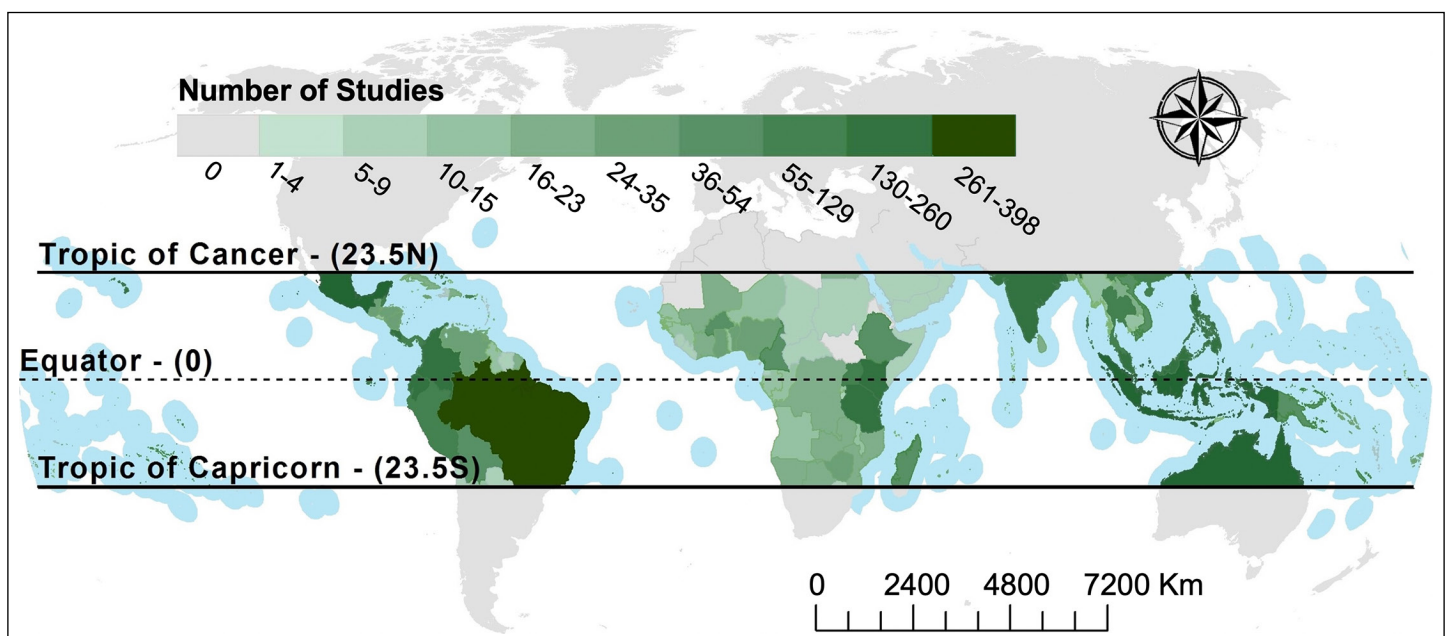 Number of Studies
0 1-4 5-9 10-15 16-23 24-35 36-54 55-129 130-260 261-398
Tropic of Cancer - (23.5N)
Equator - (0)
Tropic of Capricorn - (23.5S)
0 2400 4800 7200 Km